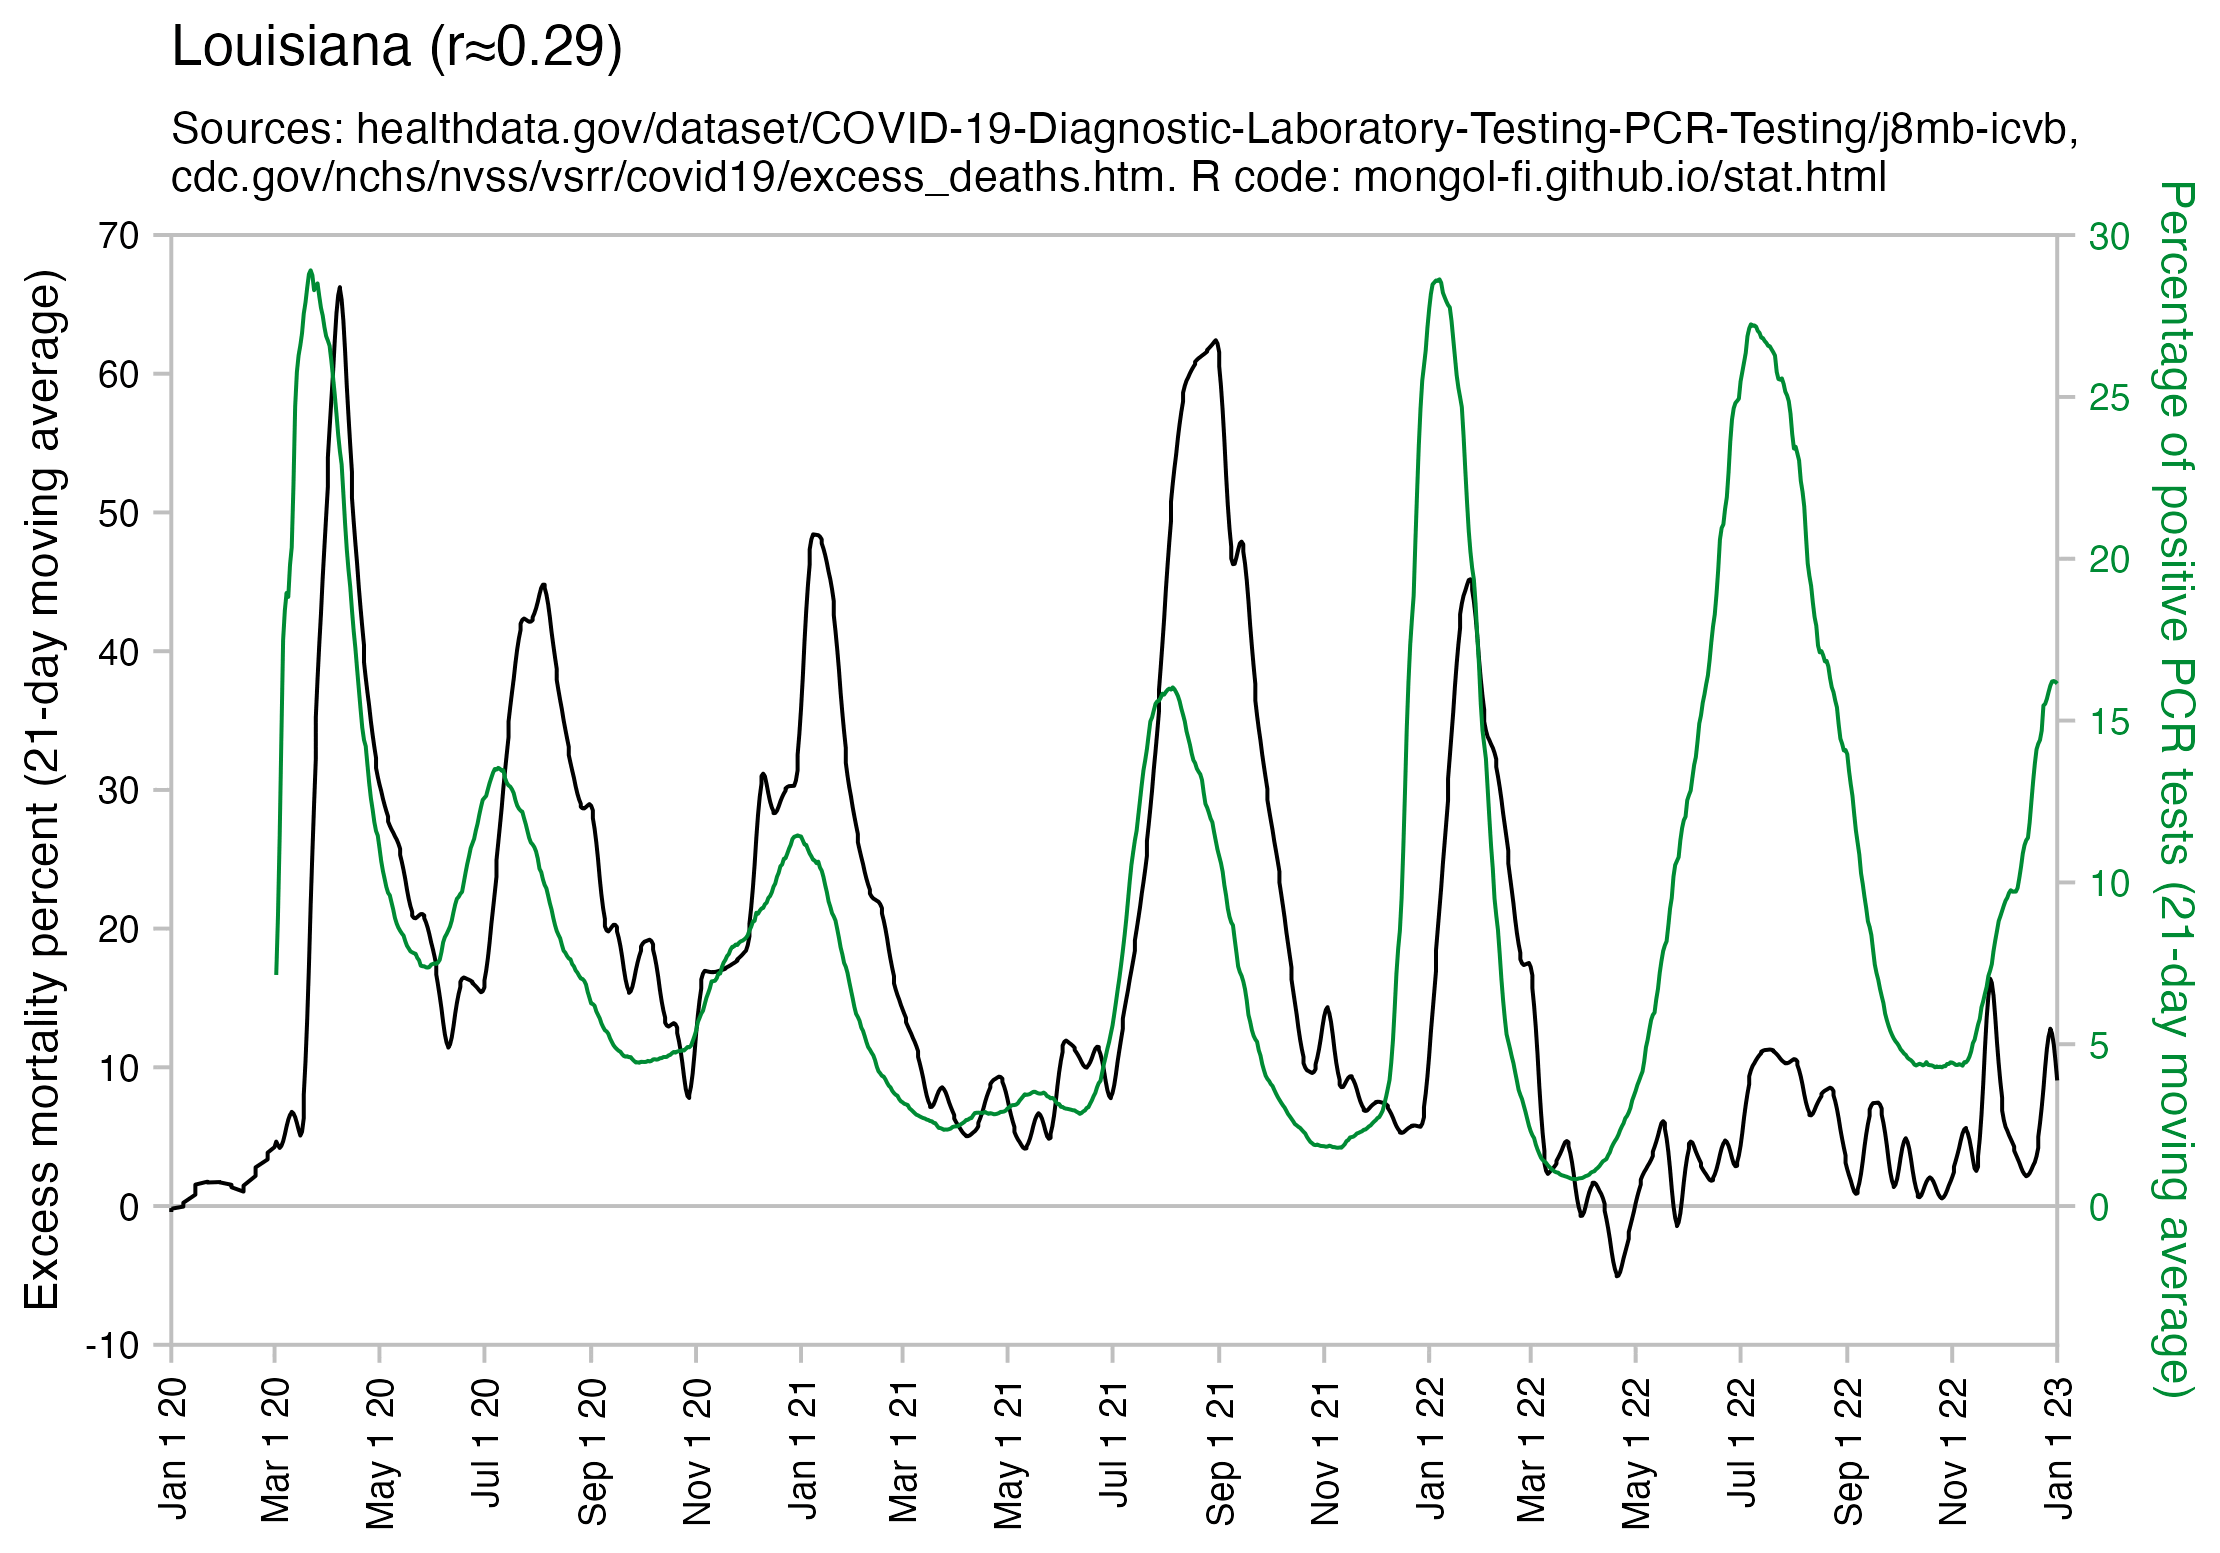 Louisiana (r≈0.29)
Sources: healthdata.gov/dataset/COVID-19-Diagnostic-Laboratory-Testing-PCR-Testing/j8mb-icvb,
cdc.gov/nchs/nvss/vsrr/covid19/excess_deaths.htm. R code: mongol-fi.github.io/stat.html
Excess mortality percent (21-day moving average)
70
60
50
40
30
20
10
0
-10
30
25
20
15
10
5
0
Percentage of positive PCR tests (21-day moving average)
Jan 1 20
Mar 1 20
May 1 20
Jul 1 20
Sep 1 20
Nov 1 20
Jan 1 21
Mar 1 21
May 1 21
Jul 1 21
Sep 1 21
Nov 1 21
Jan 1 22
Mar 1 22
May 1 22
Jul 1 22
Sep 1 22
Nov 1 22
Jan 1 23